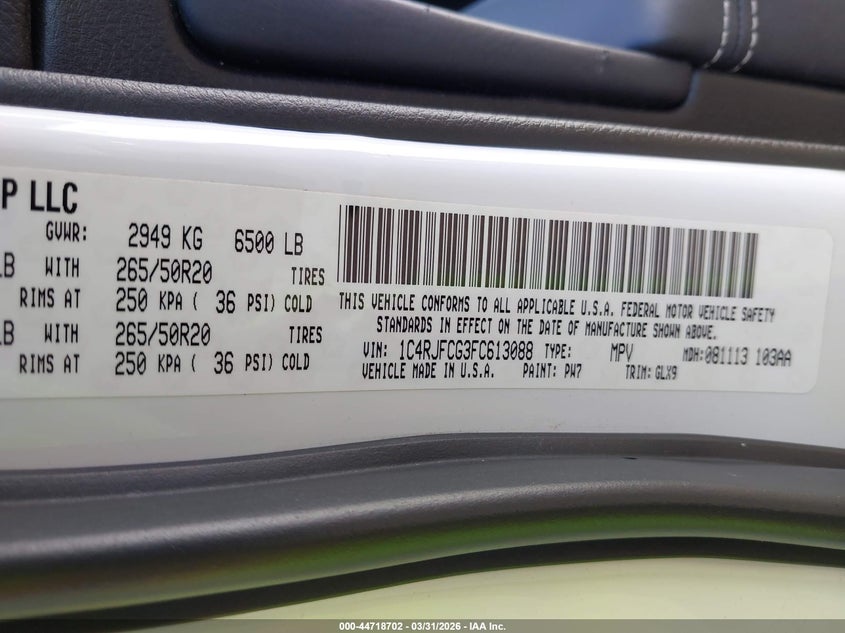 P LLC
GVWR: 2949 KG 6500 LB
LB WITH 265/50R20 TIRES
RIMS AT 250 KPA ( 36 PSI) COLD
LB WITH 265/50R20 TIRES
RIMS AT 250 KPA ( 36 PSI) COLD
THIS VEHICLE CONFORMS TO ALL APPLICABLE U.S.A. FEDERAL MOTOR VEHICLE SAFETY
STANDARDS IN EFFECT ON THE DATE OF MANUFACTURE SHOWN ABOVE.
VIN: 1C4RJFCG3FC613088 TYPE: MPV MDH:081113 103AA
VEHICLE MADE IN U.S.A. PAINT: PW7 TRIM: GLX9
000-44718702 - 03/31/2026 - IAA Inc.